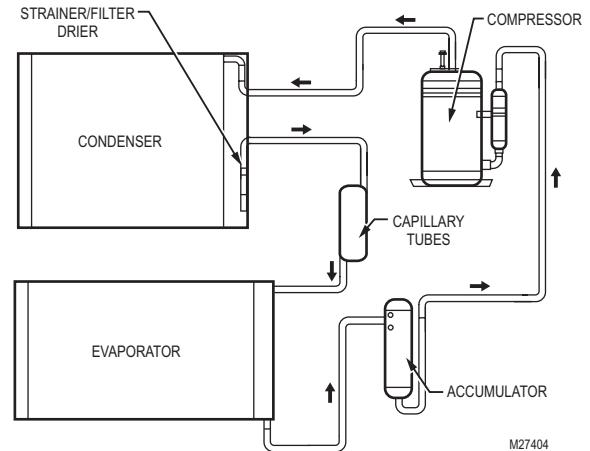 STRAINER/FILTER
DRIER
COMPRESSOR
CONDENSER
CAPILLARY
TUBES
EVAPORATOR
ACCUMULATOR
M27404